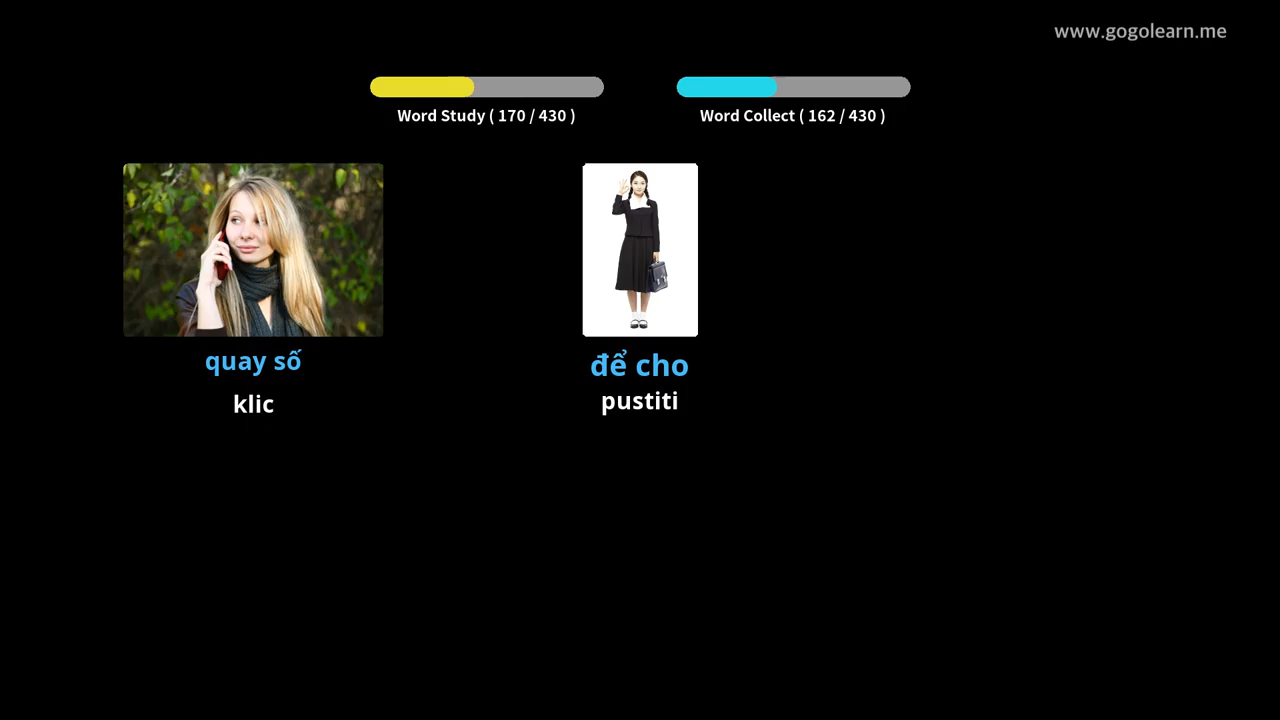 www.gogolearn.me
Word Study ( 170 / 430 )
Word Collect ( 162 / 430 )
quay số
klic
để cho
pustiti